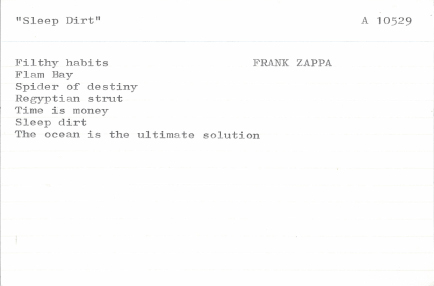 "Sleep Dirt" A 10529
Filthy habits FRANK ZAPPA
Flam Bay
Spider of destiny
Regyptian strut
Time is money
Sleep dirt
The ocean is the ultimate solution